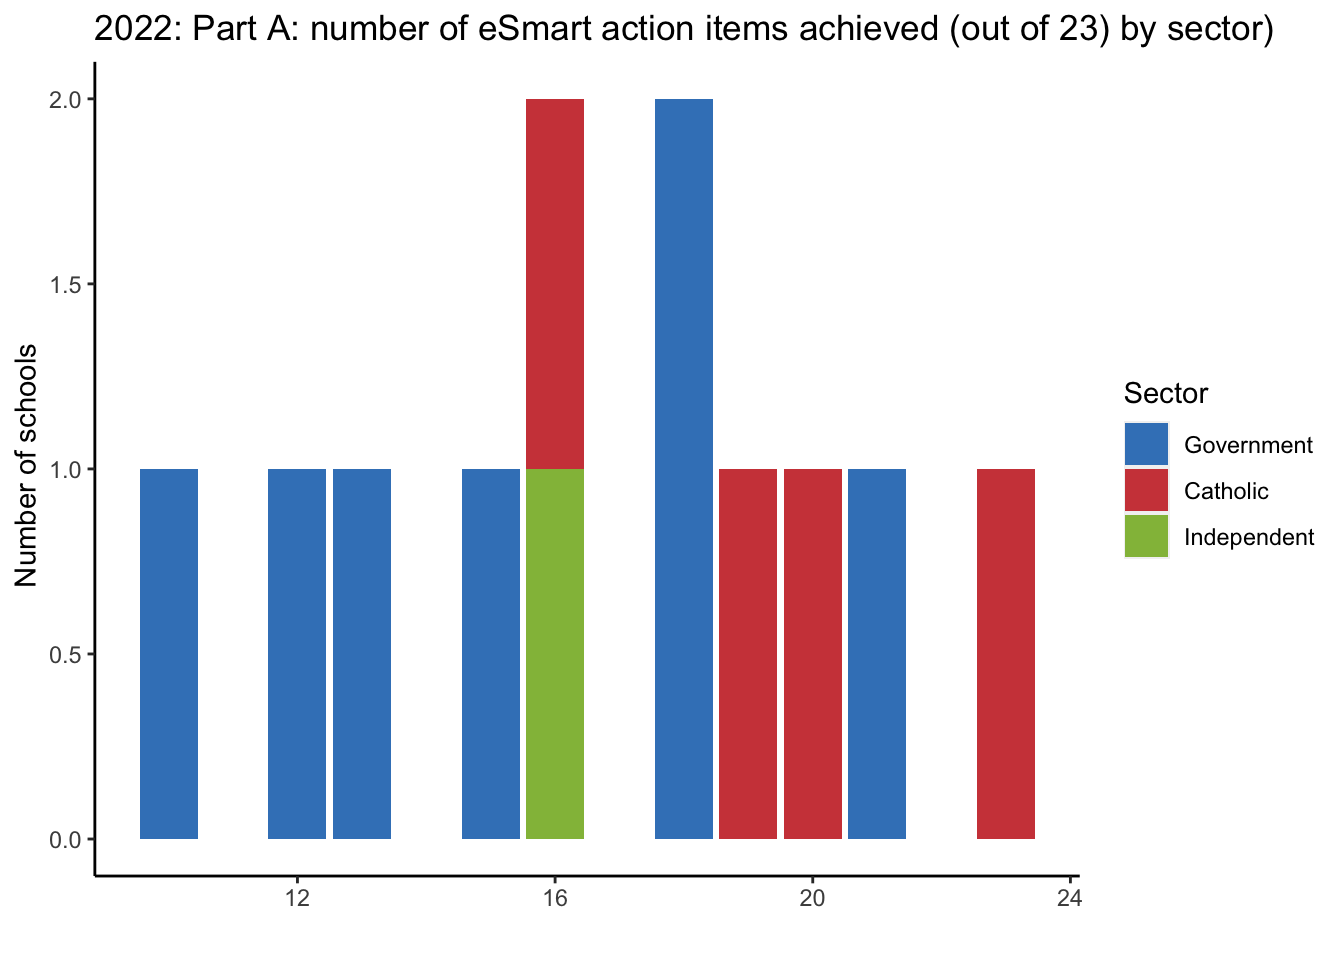 2022: Part A: number of eSmart action items achieved (out of 23) by sector)
Number of schools
2.0
1.5
1.0
0.5
0.0
12
16
20
24
Sector
Government
Catholic
Independent